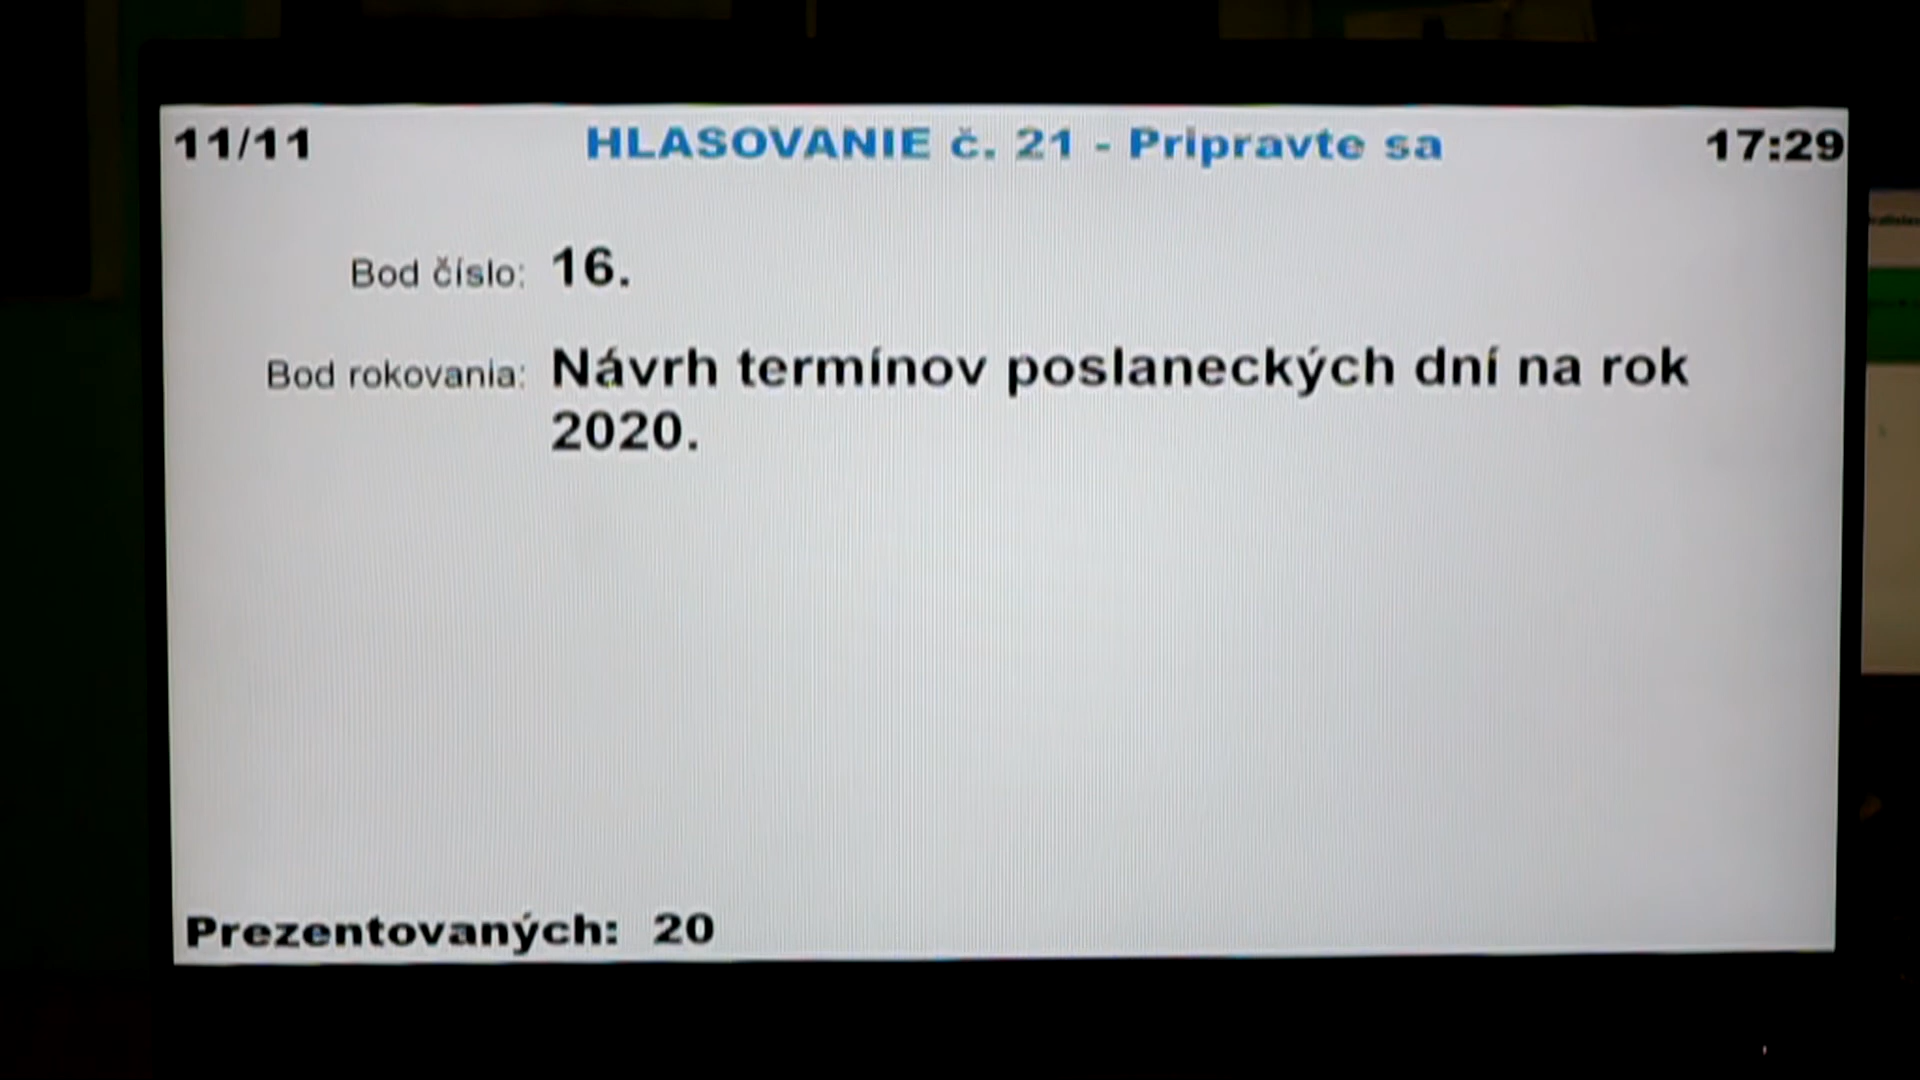 11/11 HLASOVANIE č. 21 - Pripravte sa 17:29
Bod číslo: 16.
Bod rokovania: Návrh termínov poslaneckých dní na rok
2020.
Prezentovaných: 20